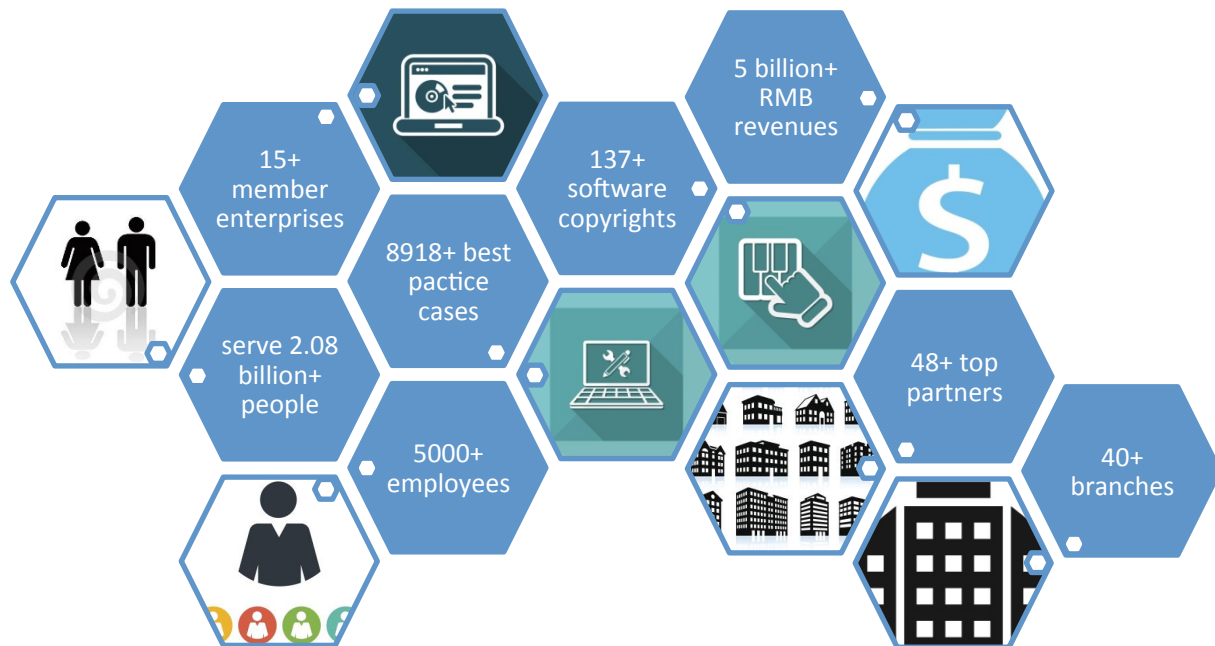 5 billion+
RMB
revenues
15+
member
enterprises
137+
software
copyrights
8918+ best
pactice
cases
serve 2.08
billion+
people
48+ top
partners
5000+
employees
40+
branches
$